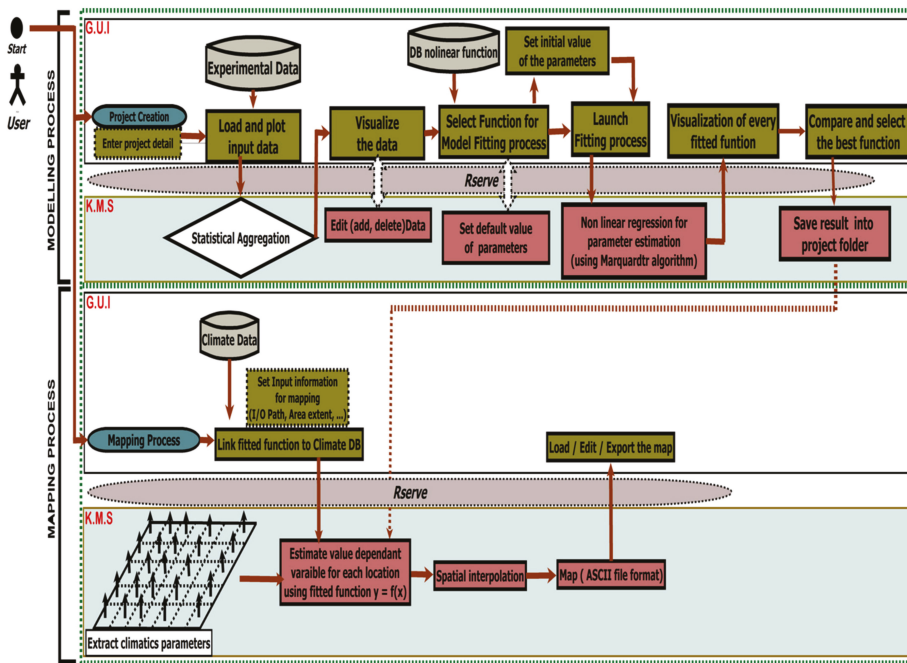 Start
User
MODELLING PROCESS
G.U.I
Experimental Data
DB nolinear function
Set initial value
of the parameters
Project Creation
Enter project detail
Load and plot
input data
Visualize
the data
Select Function for
Model Fitting process
Launch
Fitting process
Visualization of every
fitted funtion
Compare and select
the best function
Rserve
K.M.S
Statistical Aggregation
Edit (add, delete)Data
Set default value
of parameters
Non linear regression for
parameter estimation
(using Marquardtr algorithm)
Save result into
project folder
MAPPING PROCESS
G.U.I
Climate Data
Set Input information
for mapping
(I/O Path, Area extent, ...)
Mapping Process
Link fitted function to Climate DB
Load / Edit / Export the map
Rserve
K.M.S
Estimate value dependant
varaible for each location
using fitted function y = f(x)
Spatial interpolation
Map ( ASCII file format)
Extract climatics parameters